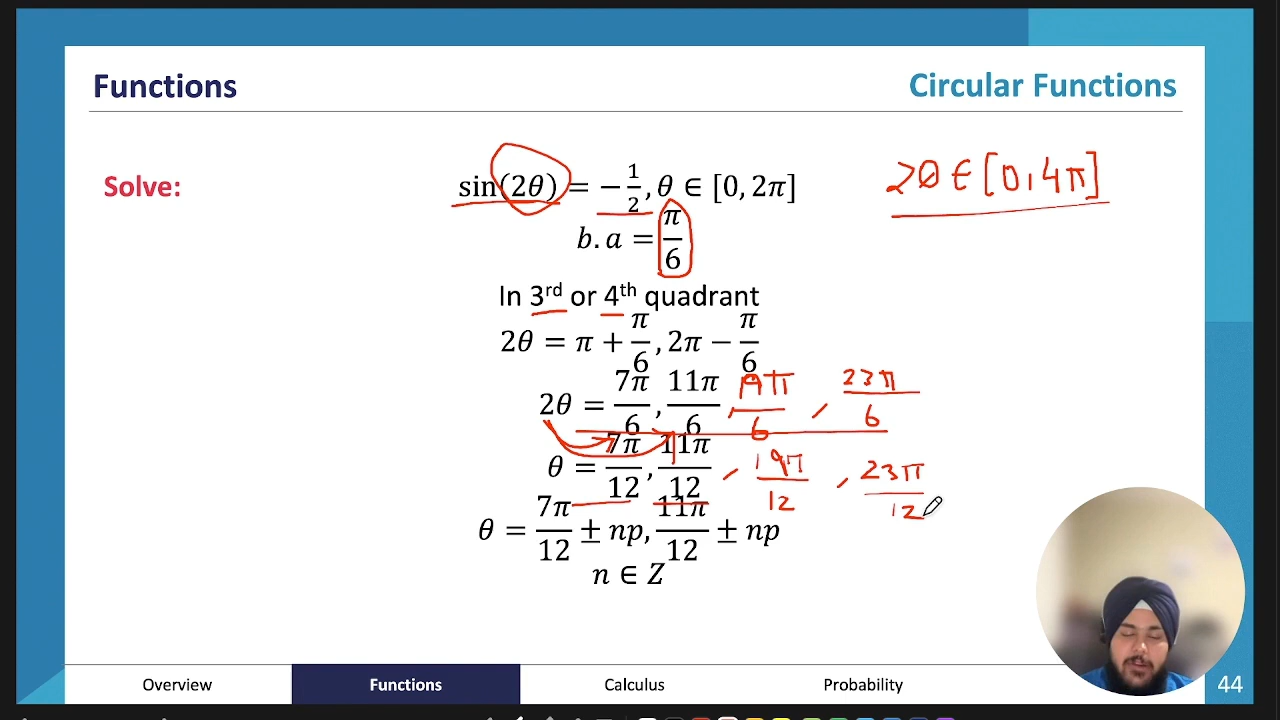 Functions
Circular Functions
Solve:
sin(2θ) = −1/2, θ ∈ [0, 2π]
2θ ∈ [0, 4π]
b.a = π/6
In 3rd or 4th quadrant
2θ = π + π/6, 2π − π/6
2θ = 7π/6, 11π/6, 19π/6, 23π/6
θ = 7π/12, 11π/12, 19π/12, 23π/12
θ = 7π/12 ± np, 11π/12 ± np
n ∈ Z
Overview
Functions
Calculus
Probability
44